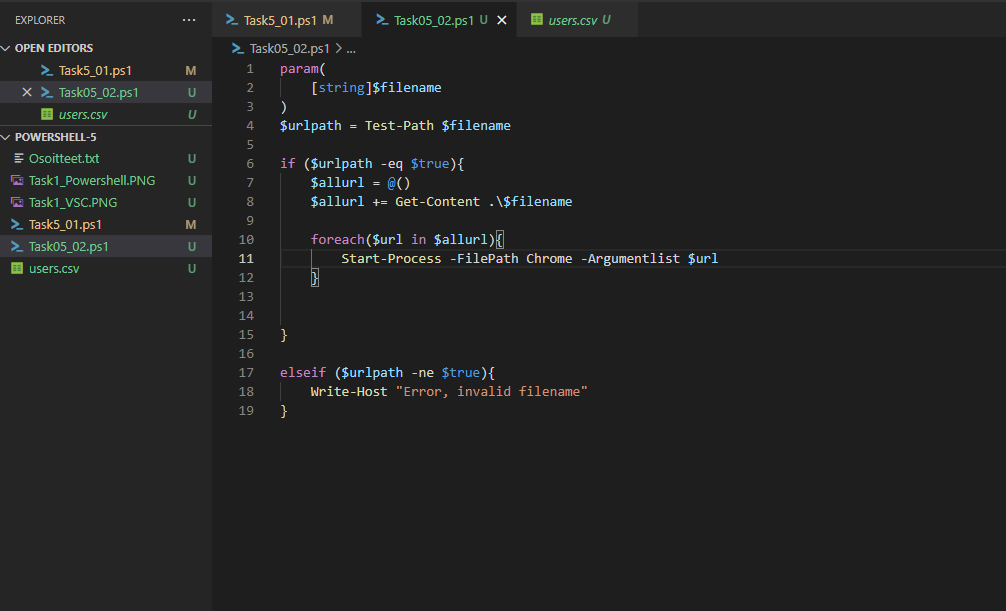 EXPLORER
OPEN EDITORS
Task5_01.ps1 M
Task05_02.ps1 U
users.csv U
POWERSHELL-5
Osoitteet.txt U
Task1_Powershell.PNG U
Task1_VSC.PNG U
Task5_01.ps1 M
Task05_02.ps1 U
users.csv U
Task5_01.ps1 M
Task05_02.ps1 U
users.csv U
Task05_02.ps1 > ...
1 param(
2 [string]$filename
3 )
4 $urlpath = Test-Path $filename
5
6 if ($urlpath -eq $true){
7 $allurl = @()
8 $allurl += Get-Content .\$filename
9
10 foreach($url in $allurl){
11 Start-Process -FilePath Chrome -Argumentlist $url
12 }
13
14
15 }
16
17 elseif ($urlpath -ne $true){
18 Write-Host "Error, invalid filename"
19 }